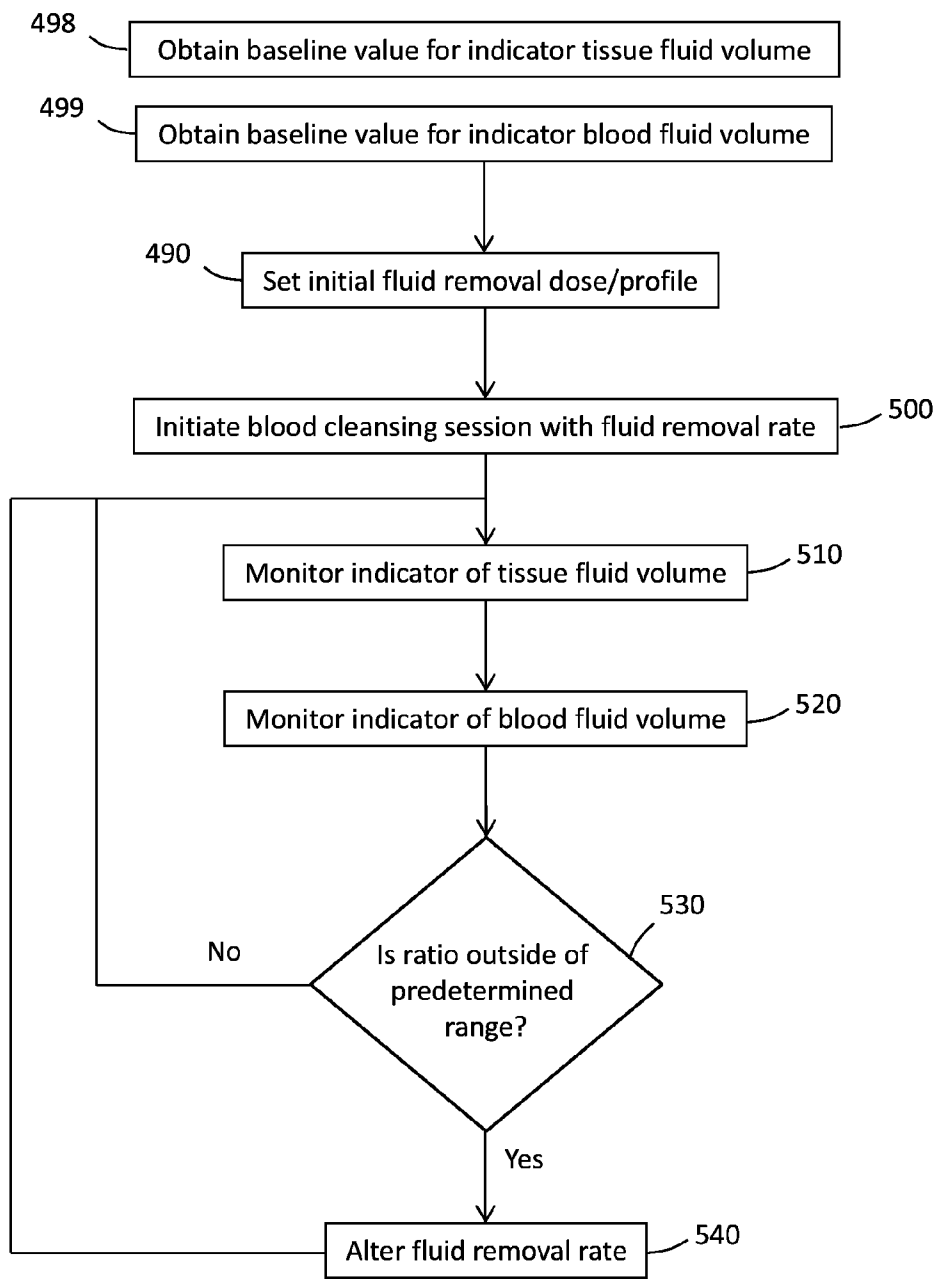 498
Obtain baseline value for indicator tissue fluid volume
499
Obtain baseline value for indicator blood fluid volume
490
Set initial fluid removal dose/profile
Initiate blood cleansing session with fluid removal rate
500
Monitor indicator of tissue fluid volume
510
Monitor indicator of blood fluid volume
520
530
No
Is ratio outside of
predetermined
range?
Yes
Alter fluid removal rate
540